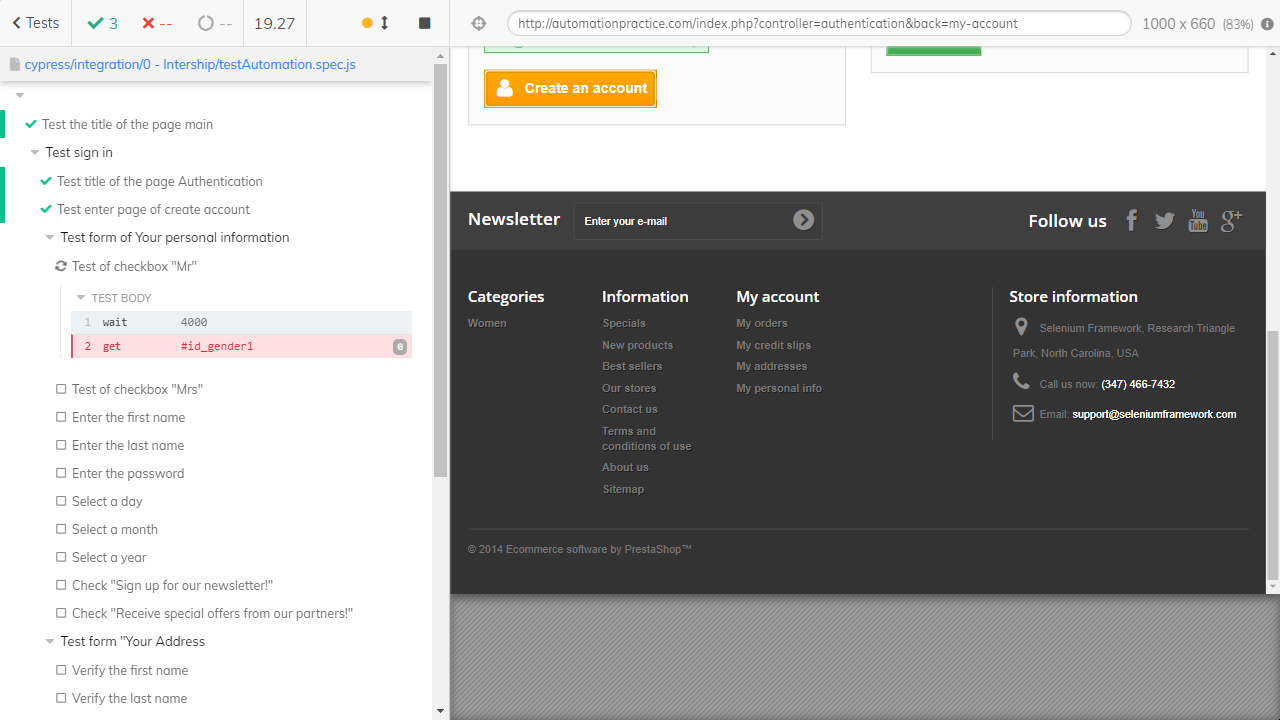 Tests
3
--
--
19.27
http://automationpractice.com/index.php?controller=authentication&back=my-account
1000 x 660 (83%)
cypress/integration/0 - Intership/testAutomation.spec.js
Test the title of the page main
Test sign in
Test title of the page Authentication
Test enter page of create account
Test form of Your personal information
Test of checkbox "Mr"
TEST BODY
1 wait 4000
2 get #id_gender1 0
Test of checkbox "Mrs"
Enter the first name
Enter the last name
Enter the password
Select a day
Select a month
Select a year
Check "Sign up for our newsletter!"
Check "Receive special offers from our partners!"
Test form "Your Address
Verify the first name
Verify the last name
Create an account
Newsletter
Enter your e-mail
Follow us
You Tube
g+
Categories
Women
Information
Specials
New products
Best sellers
Our stores
Contact us
Terms and
conditions of use
About us
Sitemap
My account
My orders
My credit slips
My addresses
My personal info
Store information
Selenium Framework, Research Triangle
Park, North Carolina, USA
Call us now: (347) 466-7432
Email: support@seleniumframework.com
© 2014 Ecommerce software by PrestaShop™